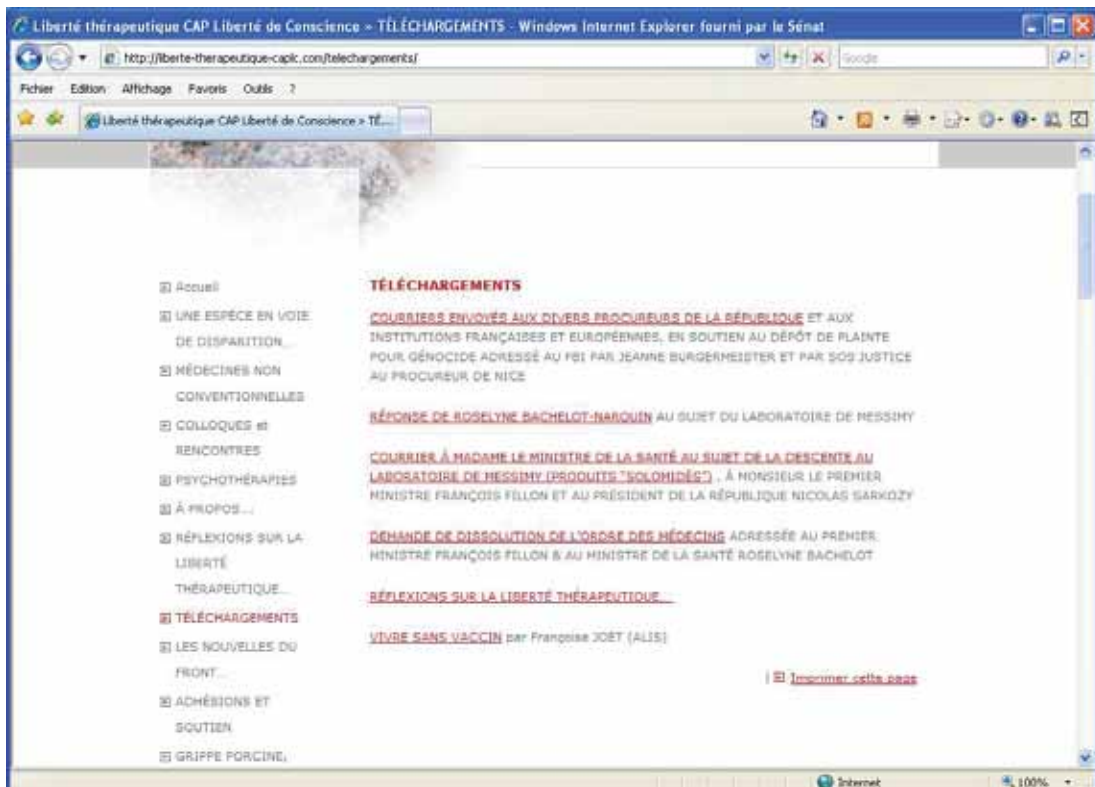 Liberté thérapeutique CAP Liberté de Conscience » TÉLÉCHARGEMENTS - Windows Internet Explorer fourni par le Sénat
http://liberte-therapeutique-caplc.com/telechargements/
Google
Fichier Edition Affichage Favoris Outils ?
Liberté thérapeutique CAP Liberté de Conscience » TÉ...
Accueil
UNE ESPÈCE EN VOIE
DE DISPARITION...
MÉDECINES NON
CONVENTIONNELLES
COLLOQUES et
RENCONTRES
PSYCHOTHÉRAPIES
À PROPOS...
RÉFLEXIONS SUR LA
LIBERTÉ
THÉRAPEUTIQUE...
TÉLÉCHARGEMENTS
LES NOUVELLES DU
FRONT...
ADHÉSIONS ET
SOUTIEN
GRIPPE PORCINE,
TÉLÉCHARGEMENTS
COURRIERS ENVOYÉS AUX DIVERS PROCUREURS DE LA RÉPUBLIQUE ET AUX
INSTITUTIONS FRANÇAISES ET EUROPÉENNES, EN SOUTIEN AU DÉPÔT DE PLAINTE
POUR GÉNOCIDE ADRESSÉ AU FBI PAR JEANNE BURGERMEISTER ET PAR SOS JUSTICE
AU PROCUREUR DE NICE
RÉPONSE DE ROSELYNE BACHELOT-NARQUIN AU SUJET DU LABORATOIRE DE MESSIMY
COURRIER À MADAME LE MINISTRE DE LA SANTÉ AU SUJET DE LA DESCENTE AU
LABORATOIRE DE MESSIMY (PRODUITS "SOLOMIDÈS") , À MONSIEUR LE PREMIER
MINISTRE FRANÇOIS FILLON ET AU PRÉSIDENT DE LA RÉPUBLIQUE NICOLAS SARKOZY
DEMANDE DE DISSOLUTION DE L'ORDRE DES MÉDECINS ADRESSÉE AU PREMIER
MINISTRE FRANÇOIS FILLON & AU MINISTRE DE LA SANTÉ ROSELYNE BACHELOT
RÉFLEXIONS SUR LA LIBERTÉ THÉRAPEUTIQUE...
VIVRE SANS VACCIN par Françoise JOËT (ALIS)
| Imprimer cette page
Internet
100%